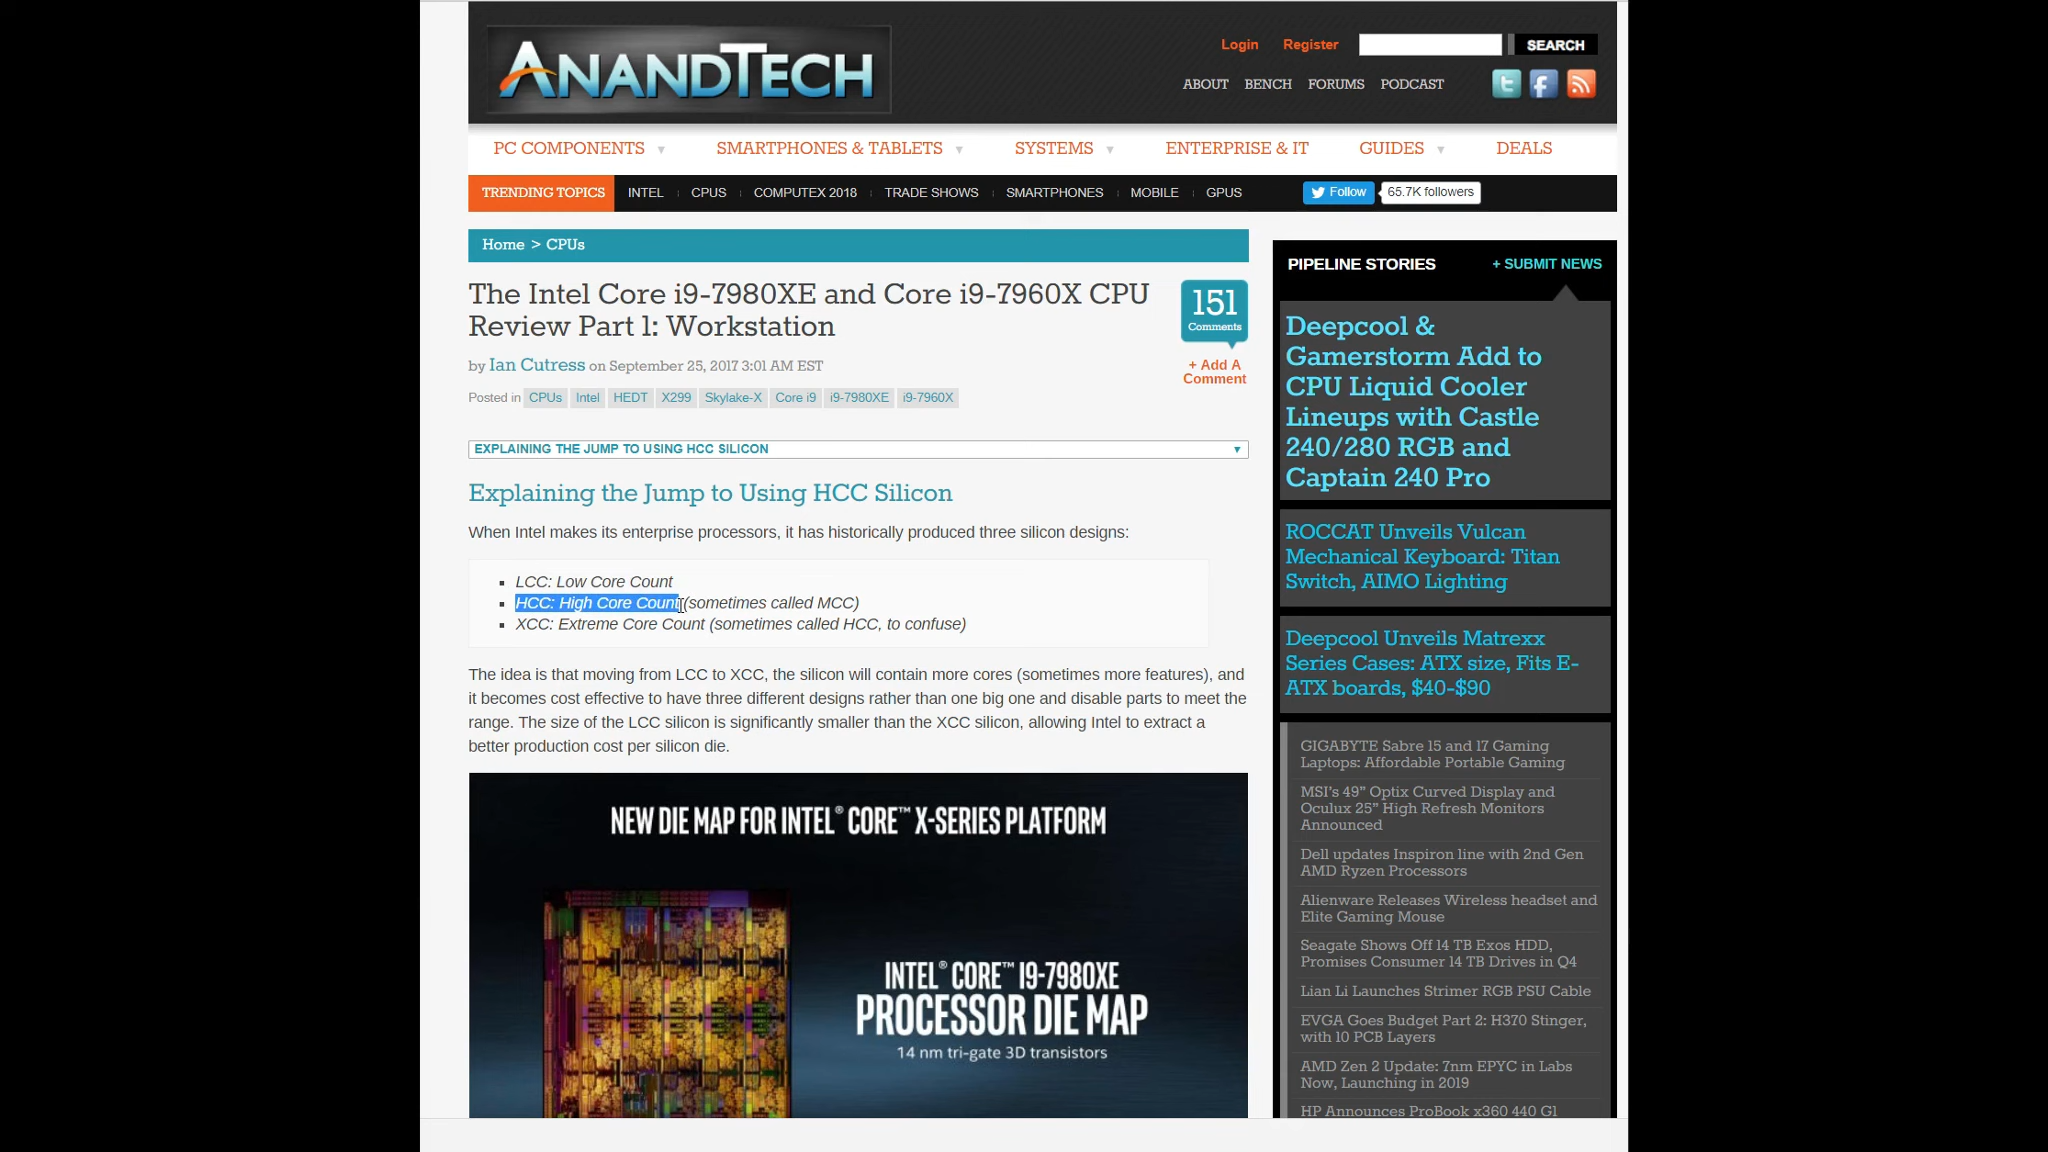 ANANDTECH
Login
Register
SEARCH
ABOUT
BENCH
FORUMS
PODCAST
PC COMPONENTS
SMARTPHONES & TABLETS
SYSTEMS
ENTERPRISE & IT
GUIDES
DEALS
TRENDING TOPICS
INTEL
CPUS
COMPUTEX 2018
TRADE SHOWS
SMARTPHONES
MOBILE
GPUS
Follow
65.7K followers
Home > CPUs
The Intel Core i9-7980XE and Core i9-7960X CPU
Review Part 1: Workstation
by Ian Cutress on September 25, 2017 3:01 AM EST
Posted in CPUs Intel HEDT X299 Skylake-X Core i9 i9-7980XE i9-7960X
151
Comments
+ Add A
Comment
EXPLAINING THE JUMP TO USING HCC SILICON
Explaining the Jump to Using HCC Silicon
When Intel makes its enterprise processors, it has historically produced three silicon designs:
LCC: Low Core Count
HCC: High Core Count (sometimes called MCC)
XCC: Extreme Core Count (sometimes called HCC, to confuse)
The idea is that moving from LCC to XCC, the silicon will contain more cores (sometimes more features), and
it becomes cost effective to have three different designs rather than one big one and disable parts to meet the
range. The size of the LCC silicon is significantly smaller than the XCC silicon, allowing Intel to extract a
better production cost per silicon die.
NEW DIE MAP FOR INTEL® CORE™ X-SERIES PLATFORM
INTEL® CORE™ I9-7980XE
PROCESSOR DIE MAP
14 nm tri-gate 3D transistors
PIPELINE STORIES
+ SUBMIT NEWS
Deepcool &
Gamerstorm Add to
CPU Liquid Cooler
Lineups with Castle
240/280 RGB and
Captain 240 Pro
ROCCAT Unveils Vulcan
Mechanical Keyboard: Titan
Switch, AIMO Lighting
Deepcool Unveils Matrexx
Series Cases: ATX size, Fits E-
ATX boards, $40-$90
GIGABYTE Sabre 15 and 17 Gaming
Laptops: Affordable Portable Gaming
MSI's 49" Optix Curved Display and
Oculux 25" High Refresh Monitors
Announced
Dell updates Inspiron line with 2nd Gen
AMD Ryzen Processors
Alienware Releases Wireless headset and
Elite Gaming Mouse
Seagate Shows Off 14 TB Exos HDD,
Promises Consumer 14 TB Drives in Q4
Lian Li Launches Strimer RGB PSU Cable
EVGA Goes Budget Part 2: H370 Stinger,
with 10 PCB Layers
AMD Zen 2 Update: 7nm EPYC in Labs
Now, Launching in 2019
HP Announces ProBook x360 440 G1